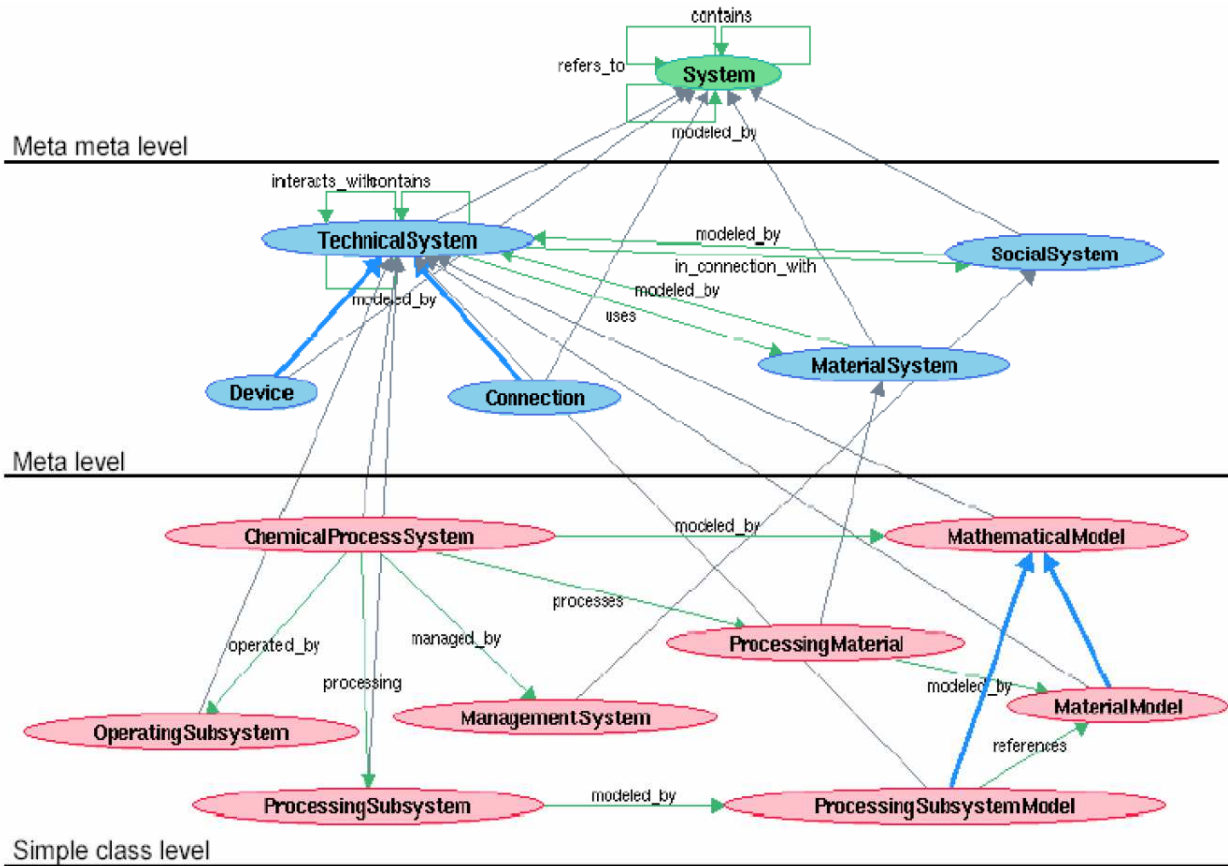 contains
refers_to
System
modeled_by
Meta meta level
interacts_with
contains
TechnicalSystem
modeled_by
SocialSystem
in_connection_with
modeled_by
modeled_by
uses
MaterialSystem
Device
Connection
Meta level
ChemicalProcessSystem
modeled_by
MathematicalModel
processes
operated_by
managed_by
ProcessingMaterial
processing
modeled_by
MaterialModel
OperatingSubsystem
ManagementSystem
references
ProcessingSubsystem
modeled_by
ProcessingSubsystemModel
Simple class level